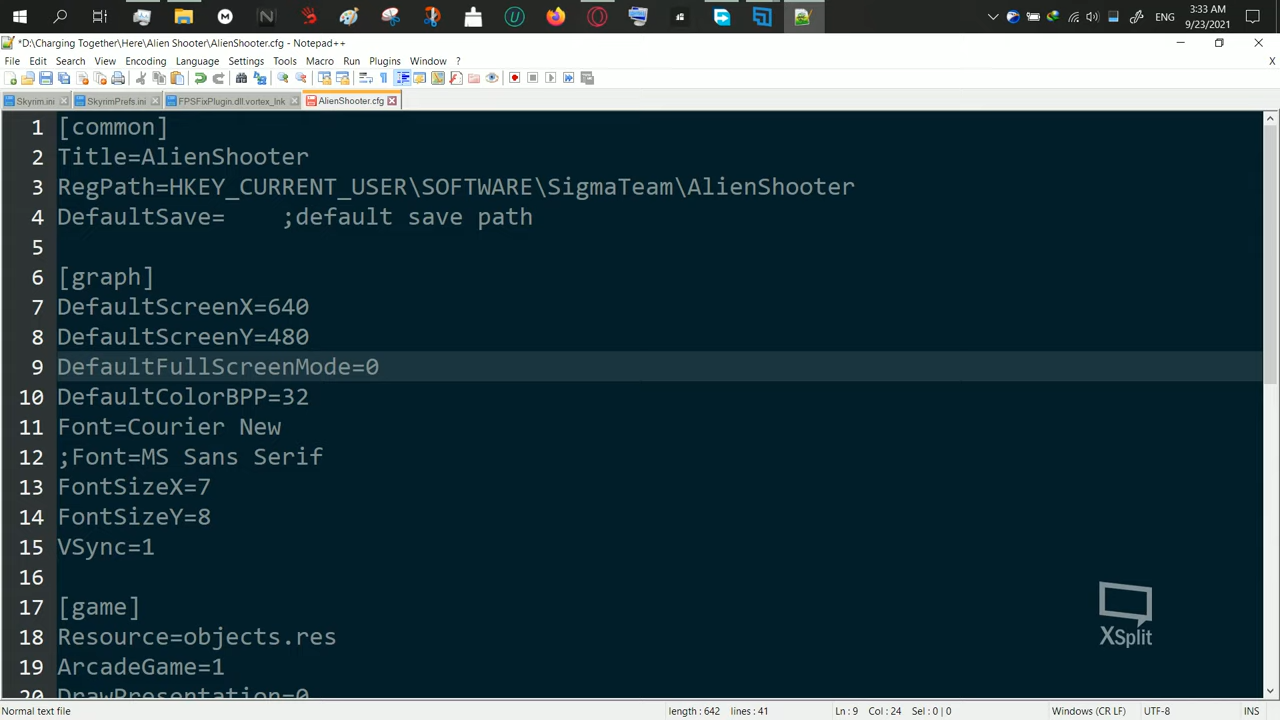 3:33 AM
ENG
9/23/2021
*D:\Charging Together\Here\Alien Shooter\AlienShooter.cfg - Notepad++
File Edit Search View Encoding Language Settings Tools Macro Run Plugins Window ? X
Skyrim.ini SkyrimPrefs.ini FPSFixPlugin.dll.vortex_lnk AlienShooter.cfg
1 [common]
2 Title=AlienShooter
3 RegPath=HKEY_CURRENT_USER\SOFTWARE\SigmaTeam\AlienShooter
4 DefaultSave=    ;default save path
5
6 [graph]
7 DefaultScreenX=640
8 DefaultScreenY=480
9 DefaultFullScreenMode=0
10 DefaultColorBPP=32
11 Font=Courier New
12 ;Font=MS Sans Serif
13 FontSizeX=7
14 FontSizeY=8
15 VSync=1
16
17 [game]
18 Resource=objects.res
19 ArcadeGame=1
20 DrawPresentation=0
XSplit
Normal text file length : 642 lines : 41 Ln : 9 Col : 24 Sel : 0 | 0 Windows (CR LF) UTF-8 INS